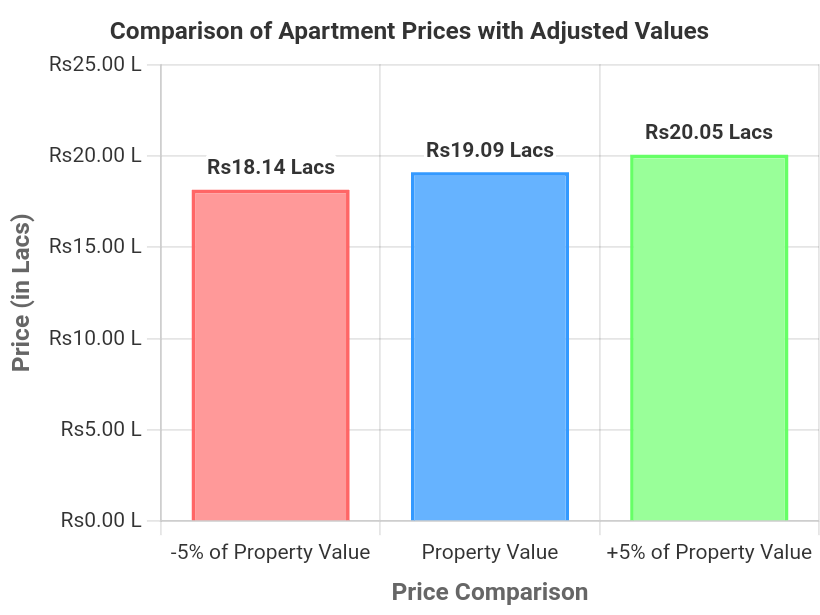 Comparison of Apartment Prices with Adjusted Values
Rs25.00 L
Rs20.00 L
Rs15.00 L
Rs10.00 L
Rs5.00 L
Rs0.00 L
Price (in Lacs)
Rs18.14 Lacs
Rs19.09 Lacs
Rs20.05 Lacs
-5% of Property Value
Property Value
+5% of Property Value
Price Comparison